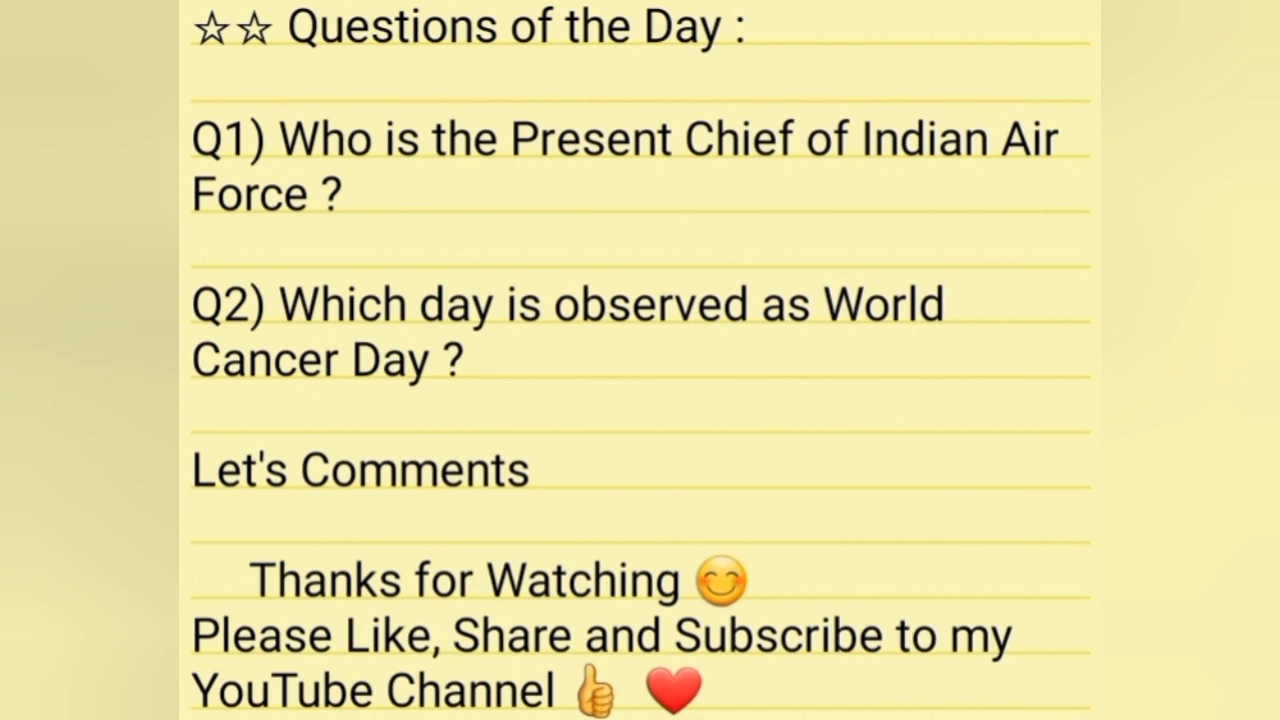 ☆☆ Questions of the Day :
Q1) Who is the Present Chief of Indian Air
Force ?
Q2) Which day is observed as World
Cancer Day ?
Let's Comments
Thanks for Watching 😊
Please Like, Share and Subscribe to my
YouTube Channel 👍 ❤️